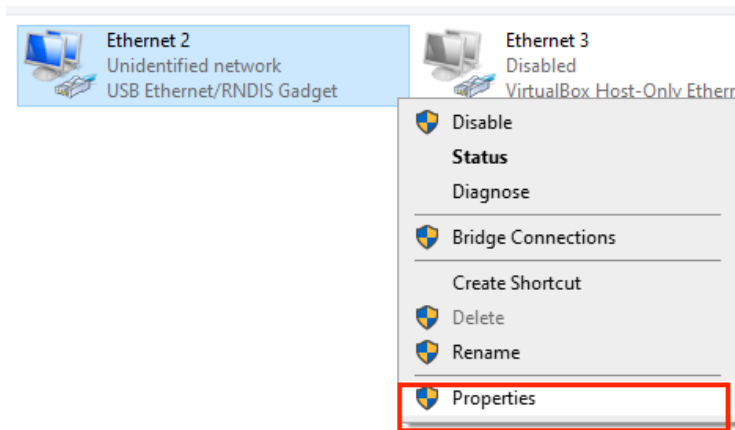 Ethernet 2
Unidentified network
USB Ethernet/RNDIS Gadget
Ethernet 3
Disabled
VirtualBox Host-Only Ethern
Disable
Status
Diagnose
Bridge Connections
Create Shortcut
Delete
Rename
Properties